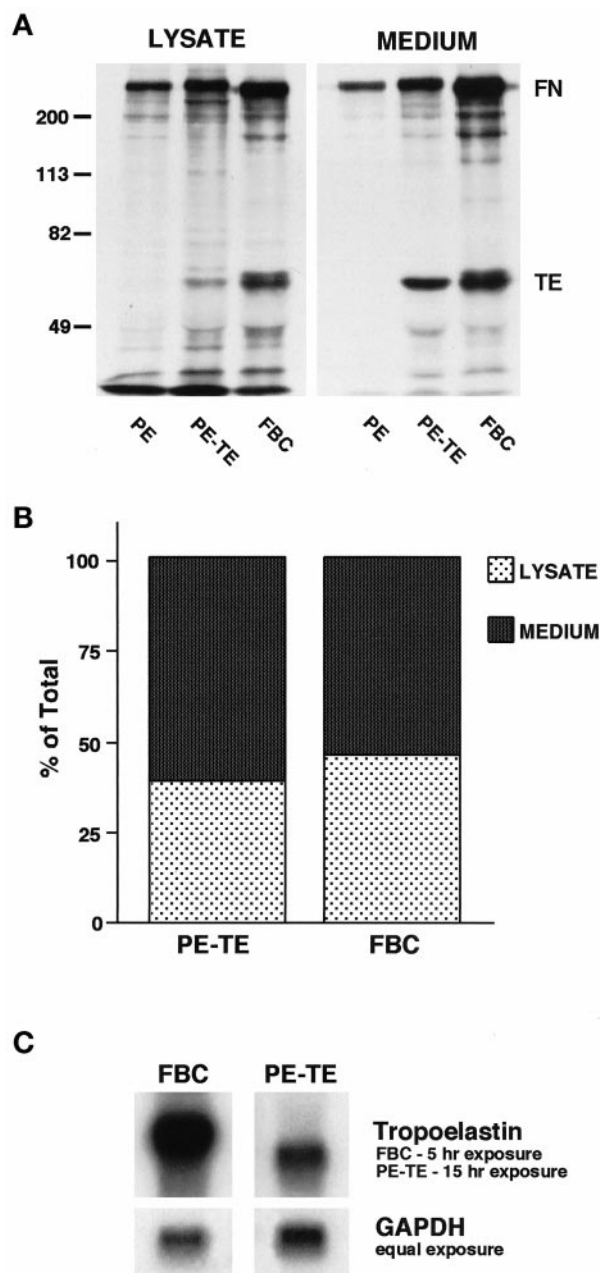 A
LYSATE MEDIUM
FN
200
113
82
TE
49
PE PE-TE FBC PE PE-TE FBC
B
100
75
50
25
0
% of Total
LYSATE
MEDIUM
PE-TE FBC
C
FBC PE-TE
Tropoelastin
FBC - 5 hr exposure
PE-TE - 15 hr exposure
GAPDH
equal exposure